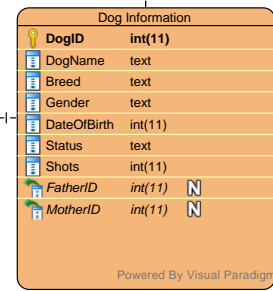 Dog Information
DogID int(11)
DogName text
Breed text
Gender text
DateOfBirth int(11)
Status text
Shots int(11)
FatherID int(11) N
MotherID int(11) N
Powered By Visual Paradigm